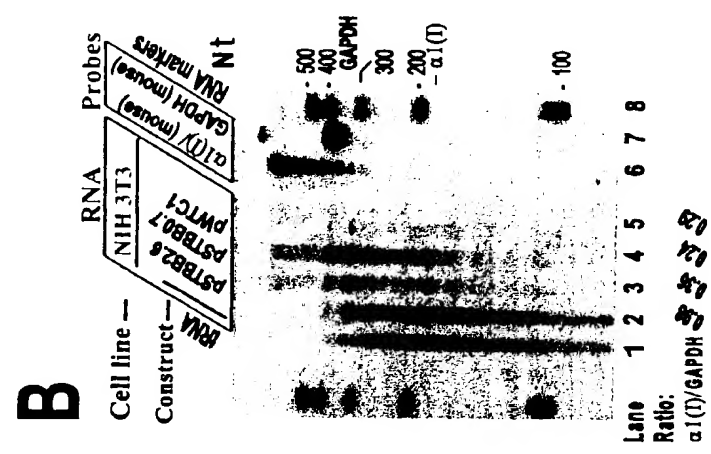 B
Cell line
Construct
RNA
NIH 3T3
tRNA
pSTBB2.6
pSTBB0.7
pWTC1
Probes
α1(I) (mouse)
GAPDH (mouse)
RNA markers
Nt
- 500
- 400
GAPDH
300
- 200
- α1(I)
- 100
Lane 1 2 3 4 5 6 7 8
Ratio:
α1(I)/GAPDH 0.36 0.24 0.29